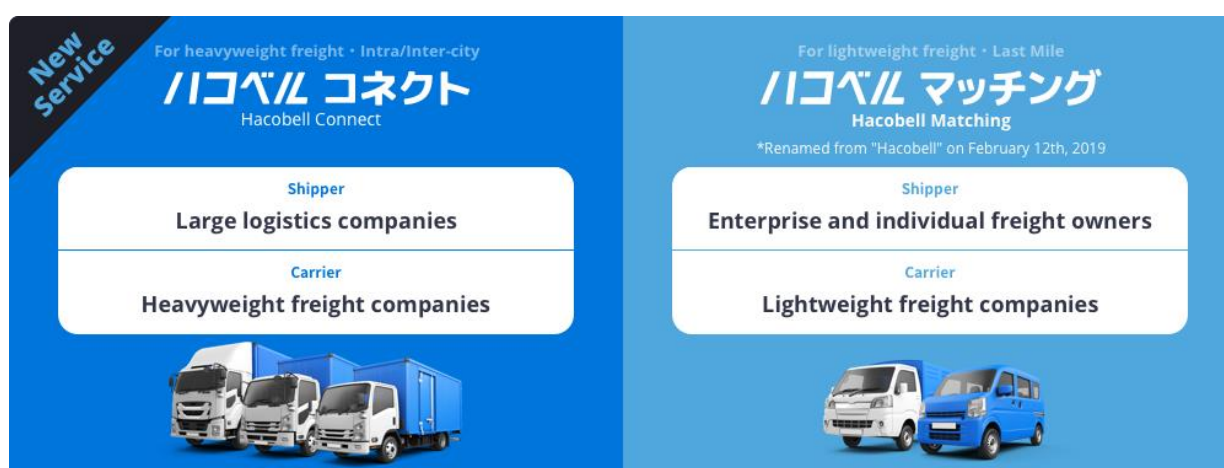 New
Service
For heavyweight freight・Intra/Inter-city
ハコベル コネクト
Hacobell Connect
Shipper
Large logistics companies
Carrier
Heavyweight freight companies
For lightweight freight・Last Mile
ハコベル マッチング
Hacobell Matching
*Renamed from "Hacobell" on February 12th, 2019
Shipper
Enterprise and individual freight owners
Carrier
Lightweight freight companies